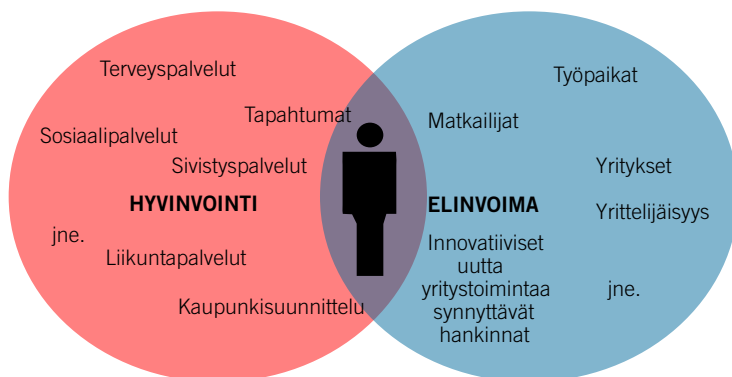 Terveyspalvelut
Tapahtumat
Sosiaalipalvelut
Sivistyspalvelut
HYVINVOINTI
jne.
Liikuntapalvelut
Kaupunkisuunnittelu
Työpaikat
Matkailijat
Yritykset
ELINVOIMA
Yrittelijäisyys
Innovatiiviset
uutta
yritystoimintaa
synnyttävät
hankinnat
jne.